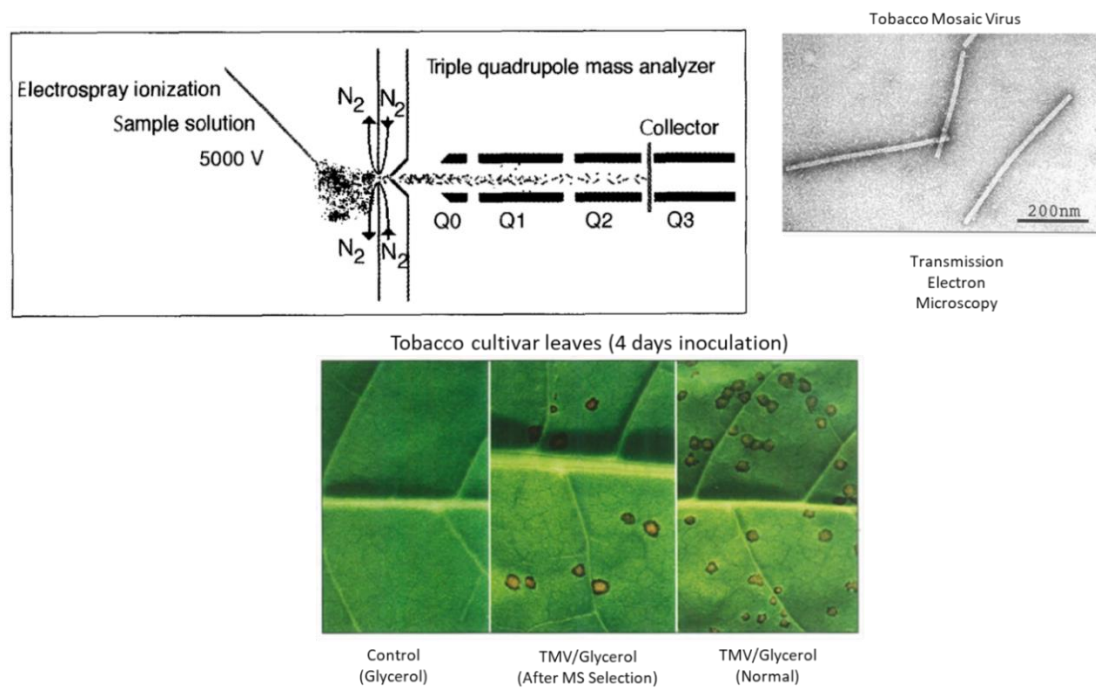 Tobacco Mosaic Virus
Electrospray ionization
Sample solution
5000 V
N2
N2
N2
N2
Triple quadrupole mass analyzer
Collector
Q0
Q1
Q2
Q3
200nm
Transmission
Electron
Microscopy
Tobacco cultivar leaves (4 days inoculation)
Control
(Glycerol)
TMV/Glycerol
(After MS Selection)
TMV/Glycerol
(Normal)